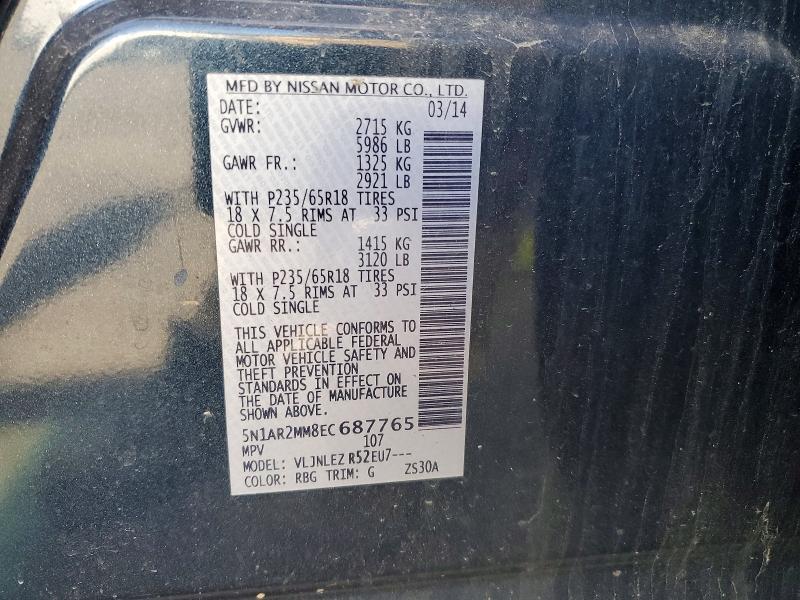 MFD BY NISSAN MOTOR CO., LTD.
DATE: 03/14
GVWR: 2715 KG
5986 LB
GAWR FR.: 1325 KG
2921 LB
WITH P235/65R18 TIRES
18 X 7.5 RIMS AT 33 PSI
COLD SINGLE
GAWR RR.: 1415 KG
3120 LB
WITH P235/65R18 TIRES
18 X 7.5 RIMS AT 33 PSI
COLD SINGLE
THIS VEHICLE CONFORMS TO
ALL APPLICABLE FEDERAL
MOTOR VEHICLE SAFETY AND
THEFT PREVENTION
STANDARDS IN EFFECT ON
THE DATE OF MANUFACTURE
SHOWN ABOVE.
5N1AR2MM8EC687765
MPV 107
MODEL: VLJNLEZ R52EU7---
COLOR: RBG TRIM: G ZS30A